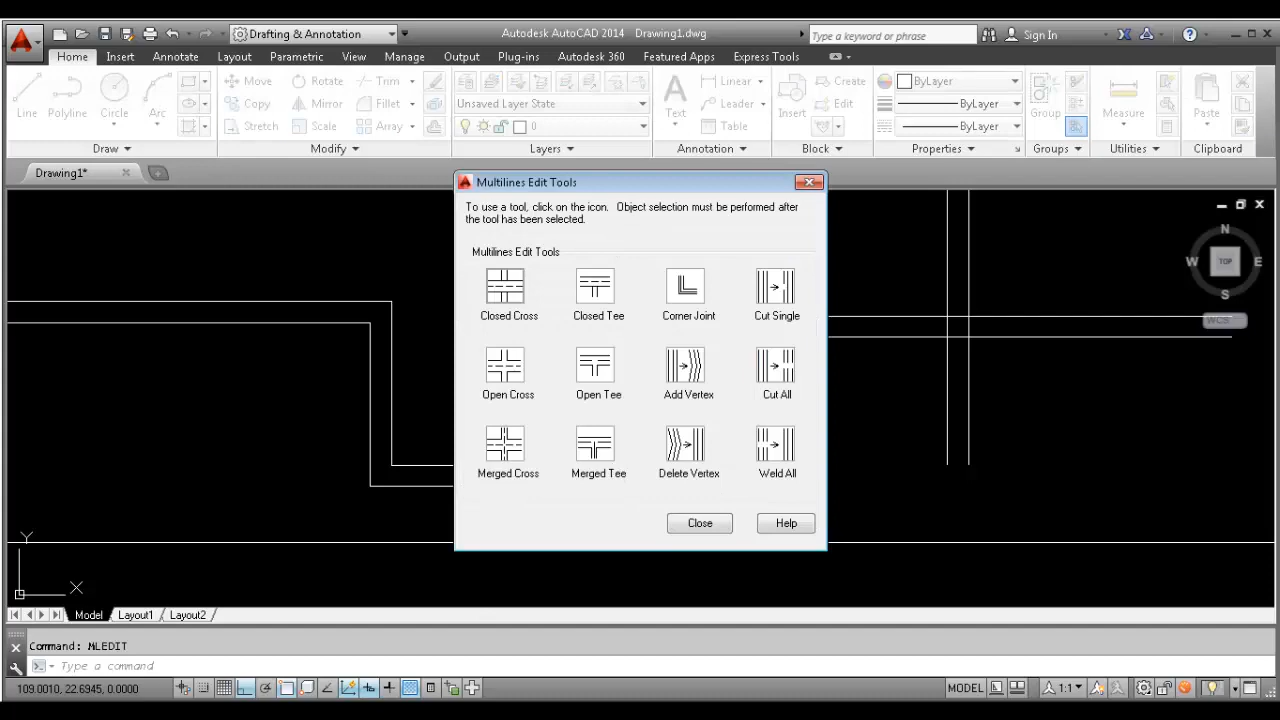 Drafting & Annotation
Autodesk AutoCAD 2014 Drawing1.dwg
Type a keyword or phrase
Sign In
Home Insert Annotate Layout Parametric View Manage Output Plug-ins Autodesk 360 Featured Apps Express Tools
Line Polyline Circle Arc
Move Rotate Trim
Copy Mirror Fillet
Stretch Scale Array
Unsaved Layer State
0
Text
Linear
Leader
Table
Insert
Create
Edit
ByLayer
ByLayer
ByLayer
Group
Measure
Paste
Draw Modify Layers Annotation Block Properties Groups Utilities Clipboard
Drawing1*
Multilines Edit Tools
To use a tool, click on the icon. Object selection must be performed after
the tool has been selected.
Multilines Edit Tools
Closed Cross Closed Tee Corner Joint Cut Single
Open Cross Open Tee Add Vertex Cut All
Merged Cross Merged Tee Delete Vertex Weld All
Close Help
N
W TOP E
S
WCS
Y
X
Model Layout1 Layout2
Command: MLEDIT
Type a command
109.0010, 22.6945, 0.0000
MODEL
1:1